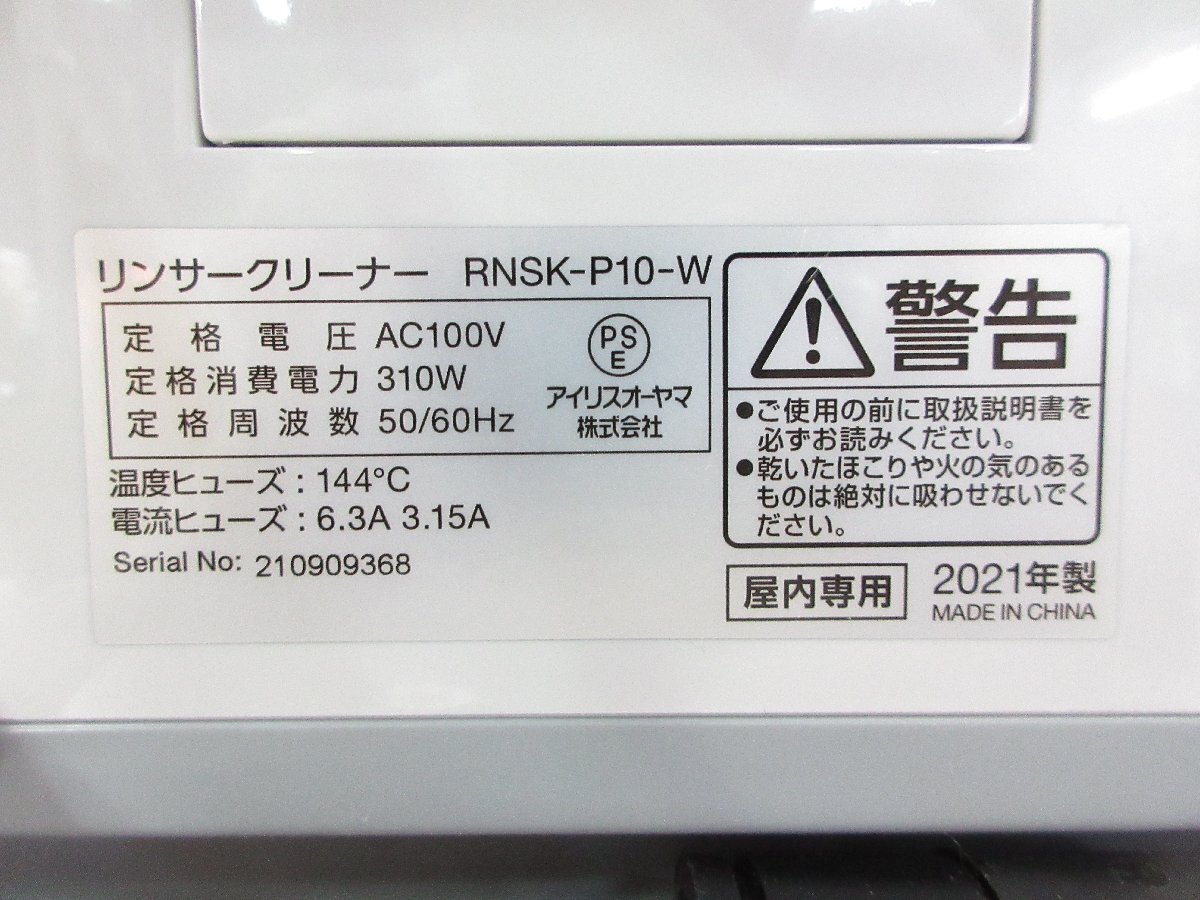 リンサークリーナー RNSK-P10-W
定格電圧 AC100V
定格消費電力 310W
定格周波数 50/60Hz
PS
E
アイリスオーヤマ
株式会社
温度ヒューズ : 144°C
電流ヒューズ : 6.3A 3.15A
Serial No: 210909368
警告
●ご使用の前に取扱説明書を
必ずお読みください。
●乾いたほこりや火の気のある
ものは絶対に吸わせないでく
ださい。
屋内専用
2021年製
MADE IN CHINA